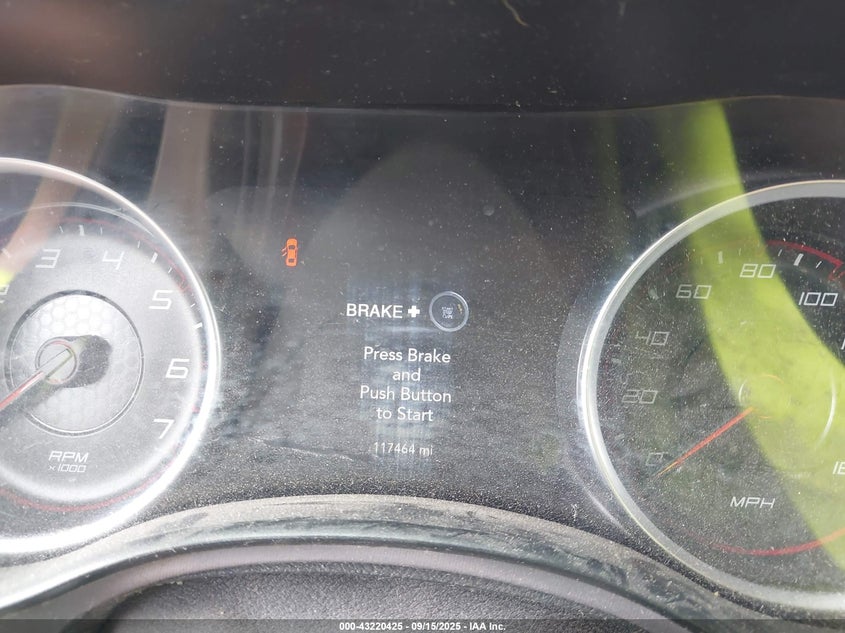 3 4
5
6
7
RPM
x1000
BRAKE +
Press Brake
and
Push Button
to Start
117464 mi
80
60 100
40
20
0
MPH
000-43220425 - 09/15/2025 - IAA Inc.